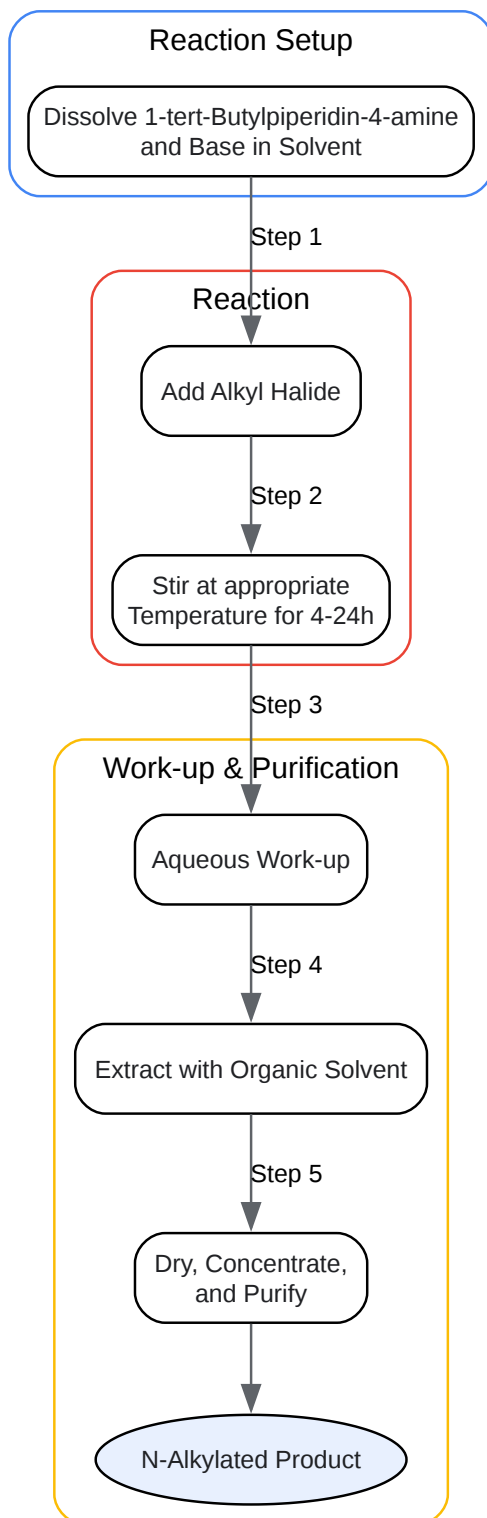 Reaction Setup
Dissolve 1-tert-Butylpiperidin-4-amine
and Base in Solvent
Step 1
Reaction
Add Alkyl Halide
Step 2
Stir at appropriate
Temperature for 4-24h
Step 3
Work-up & Purification
Aqueous Work-up
Step 4
Extract with Organic Solvent
Step 5
Dry, Concentrate,
and Purify
N-Alkylated Product